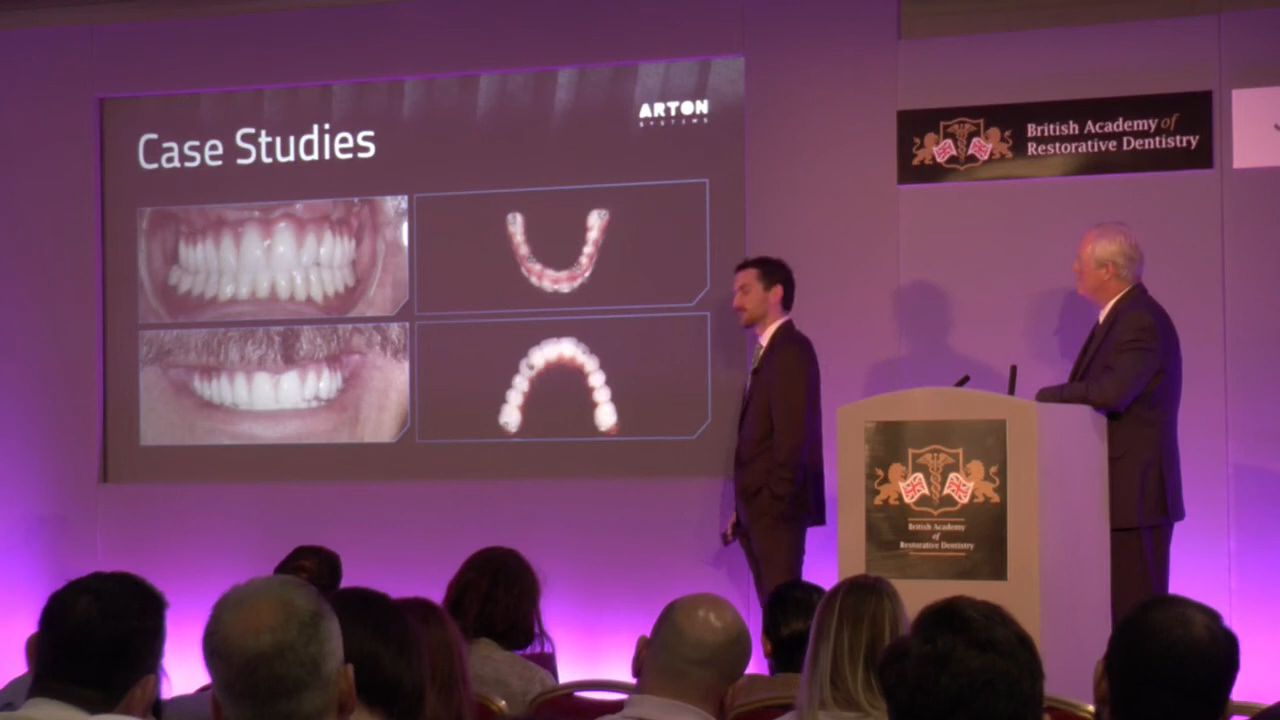 ARTON
SYSTEMS
Case Studies
British Academy of
Restorative Dentistry
British Academy
of
Restorative Dentistry